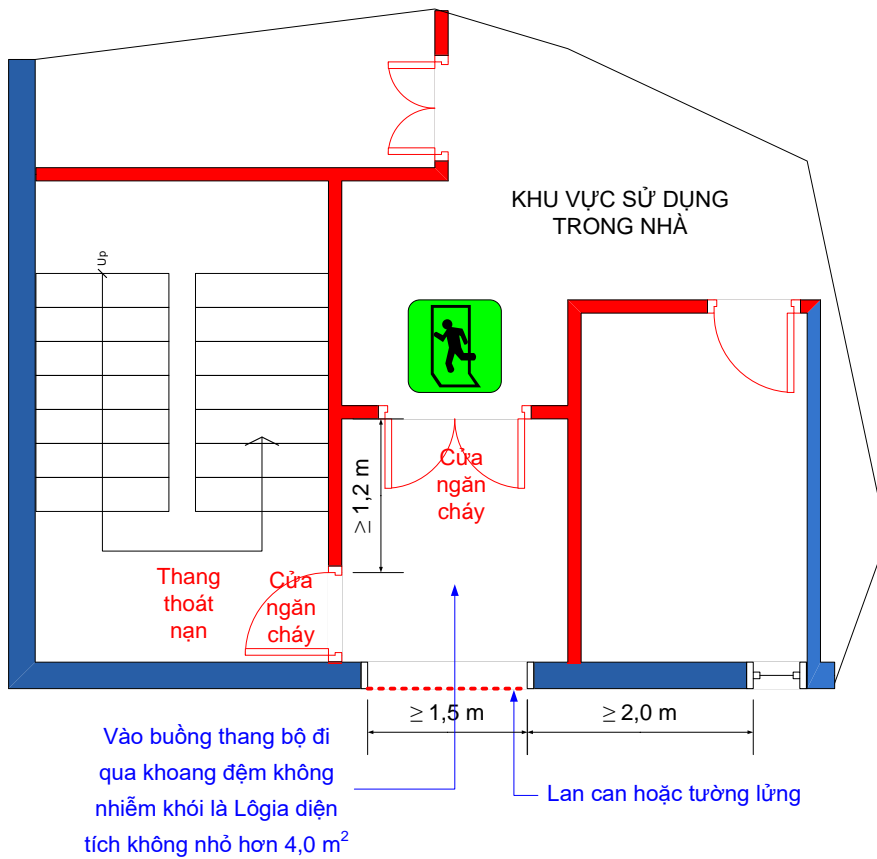 KHU VỰC SỬ DỤNG
TRONG NHÀ
Up
Cửa
ngăn
cháy
≥ 1,2 m
Thang
thoát
nạn
Cửa
ngăn
cháy
≥ 1,5 m
≥ 2,0 m
Vào buồng thang bộ đi
qua khoang đệm không
nhiễm khói là Lôgia diện
tích không nhỏ hơn 4,0 m²
Lan can hoặc tường lửng